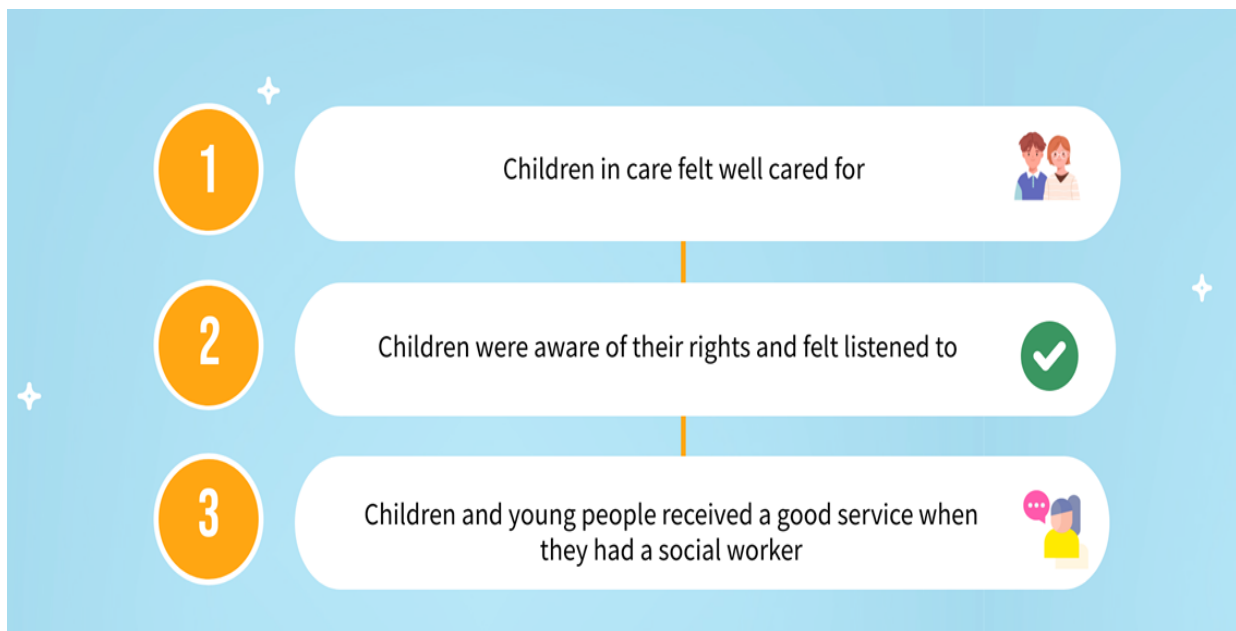 1
Children in care felt well cared for
2
Children were aware of their rights and felt listened to
3
Children and young people received a good service when
they had a social worker